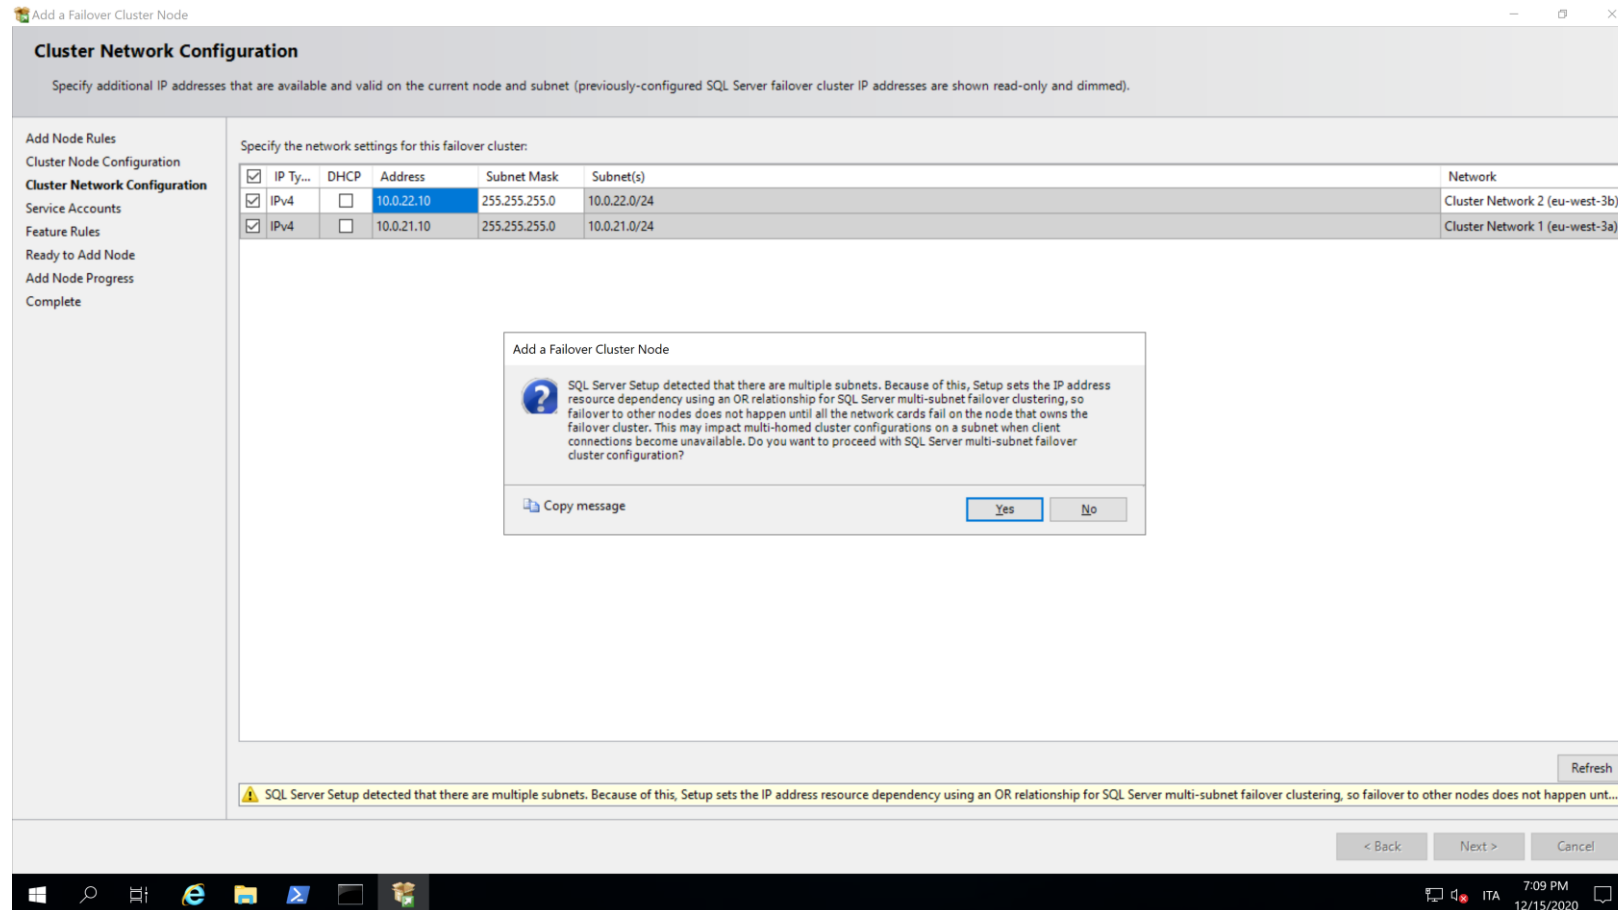 Add a Failover Cluster Node
Cluster Network Configuration
Specify additional IP addresses that are available and valid on the current node and subnet (previously-configured SQL Server failover cluster IP addresses are shown read-only and dimmed).
Add Node Rules
Cluster Node Configuration
Cluster Network Configuration
Service Accounts
Feature Rules
Ready to Add Node
Add Node Progress
Complete
Specify the network settings for this failover cluster:
IP Ty... DHCP Address Subnet Mask Subnet(s) Network
IPv4 10.0.22.10 255.255.255.0 10.0.22.0/24 Cluster Network 2 (eu-west-3b)
IPv4 10.0.21.10 255.255.255.0 10.0.21.0/24 Cluster Network 1 (eu-west-3a)
Add a Failover Cluster Node
SQL Server Setup detected that there are multiple subnets. Because of this, Setup sets the IP address
resource dependency using an OR relationship for SQL Server multi-subnet failover clustering, so
failover to other nodes does not happen until all the network cards fail on the node that owns the
failover cluster. This may impact multi-homed cluster configurations on a subnet when client
connections become unavailable. Do you want to proceed with SQL Server multi-subnet failover
cluster configuration?
Copy message
Yes No
Refresh
SQL Server Setup detected that there are multiple subnets. Because of this, Setup sets the IP address resource dependency using an OR relationship for SQL Server multi-subnet failover clustering, so failover to other nodes does not happen unt...
< Back Next > Cancel
ITA
7:09 PM
12/15/2020